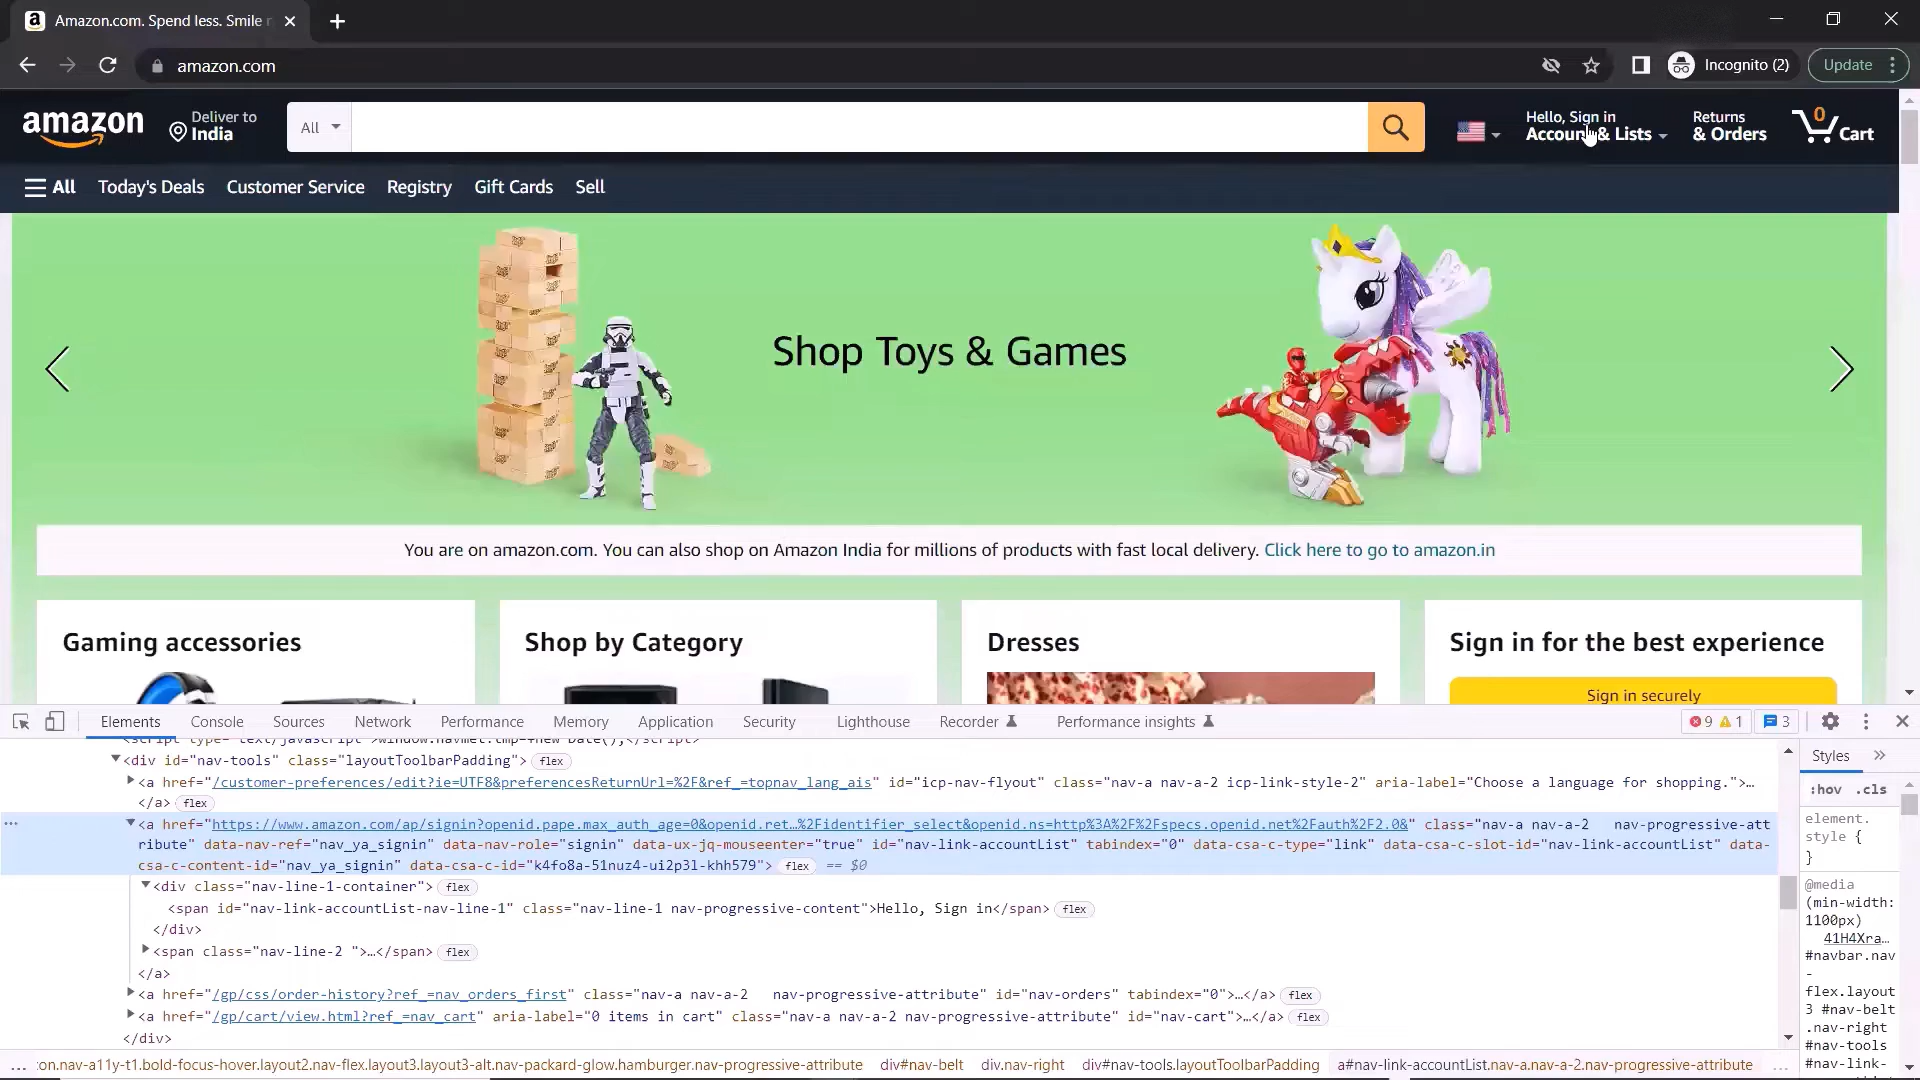 Amazon.com. Spend less. Smile
amazon.com
Incognito (2)
Update
amazon
Deliver to
India
All
Hello, Sign in
Account & Lists
Returns
& Orders
0
Cart
All
Today's Deals
Customer Service
Registry
Gift Cards
Sell
Shop Toys & Games
You are on amazon.com. You can also shop on Amazon India for millions of products with fast local delivery. Click here to go to amazon.in
Gaming accessories
Shop by Category
Dresses
Sign in for the best experience
Sign in securely
Elements
Console
Sources
Network
Performance
Memory
Application
Security
Lighthouse
Recorder
Performance insights
9
1
3
<div id="nav-tools" class="layoutToolbarPadding"> flex
<a href="/customer-preferences/edit?ie=UTF8&preferencesReturnUrl=%2F&ref_=topnav_lang_ais" id="icp-nav-flyout" class="nav-a nav-a-2 icp-link-style-2" aria-label="Choose a language for shopping.">…
</a> flex
<a href="https://www.amazon.com/ap/signin?openid.pape.max_auth_age=0&openid.ret…%2Fidentifier_select&openid.ns=http%3A%2F%2Fspecs.openid.net%2Fauth%2F2.0&" class="nav-a nav-a-2 nav-progressive-att
ribute" data-nav-ref="nav_ya_signin" data-nav-role="signin" data-ux-jq-mouseenter="true" id="nav-link-accountList" tabindex="0" data-csa-c-type="link" data-csa-c-slot-id="nav-link-accountList" data-
csa-c-content-id="nav_ya_signin" data-csa-c-id="k4fo8a-51nuz4-ui2p3l-khh579"> flex == $0
<div class="nav-line-1-container"> flex
<span id="nav-link-accountList-nav-line-1" class="nav-line-1 nav-progressive-content">Hello, Sign in</span> flex
</div>
<span class="nav-line-2 ">…</span> flex
</a>
<a href="/gp/css/order-history?ref_=nav_orders_first" class="nav-a nav-a-2 nav-progressive-attribute" id="nav-orders" tabindex="0">…</a> flex
<a href="/gp/cart/view.html?ref_=nav_cart" aria-label="0 items in cart" class="nav-a nav-a-2 nav-progressive-attribute" id="nav-cart">…</a> flex
</div>
Styles
:hov .cls
element.
style {
}
@media
(min-width:
1100px)
41H4Xra…
#navbar.nav
-
flex.layout
3 #nav-belt
.nav-right
#nav-tools
#nav-link-
… :on.nav-a11y-t1.bold-focus-hover.layout2.nav-flex.layout3.layout3-alt.nav-packard-glow.hamburger.nav-progressive-attribute
div#nav-belt
div.nav-right
div#nav-tools.layoutToolbarPadding
a#nav-link-accountList.nav-a.nav-a-2.nav-progressive-attribute
…